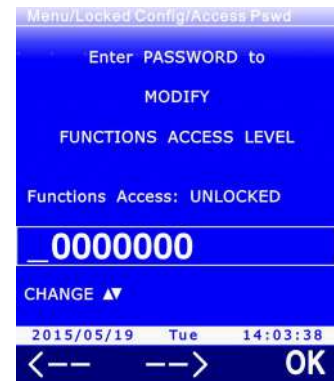 Menu/Locked Config/Access Pswd
Enter PASSWORD to
MODIFY
FUNCTIONS ACCESS LEVEL
Functions Access: UNLOCKED
_0000000
CHANGE ▲▼
2015/05/19 Tue 14:03:38
<-- --> OK